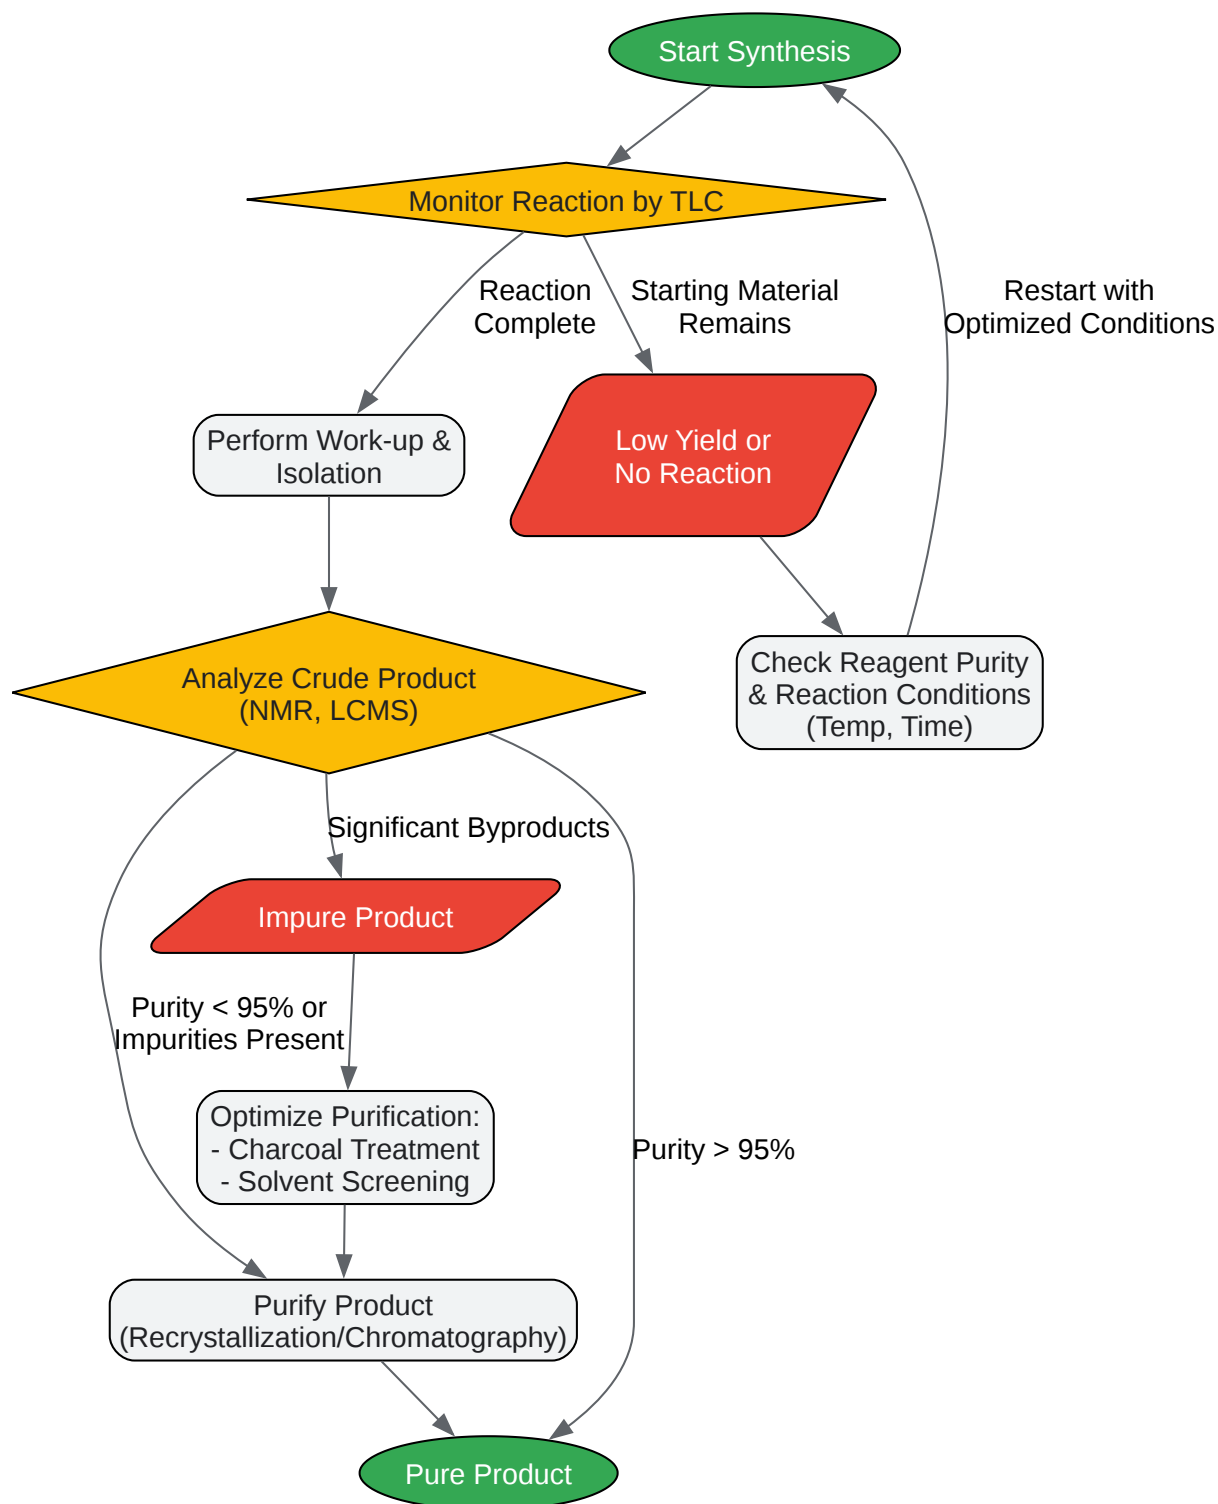 Start Synthesis
Monitor Reaction by TLC
Reaction
Complete
Starting Material
Remains
Restart with
Optimized Conditions
Perform Work-up &
Isolation
Low Yield or
No Reaction
Check Reagent Purity
& Reaction Conditions
(Temp, Time)
Analyze Crude Product
(NMR, LCMS)
Significant Byproducts
Impure Product
Purity < 95% or
Impurities Present
Optimize Purification:
- Charcoal Treatment
- Solvent Screening
Purity > 95%
Purify Product
(Recrystallization/Chromatography)
Pure Product